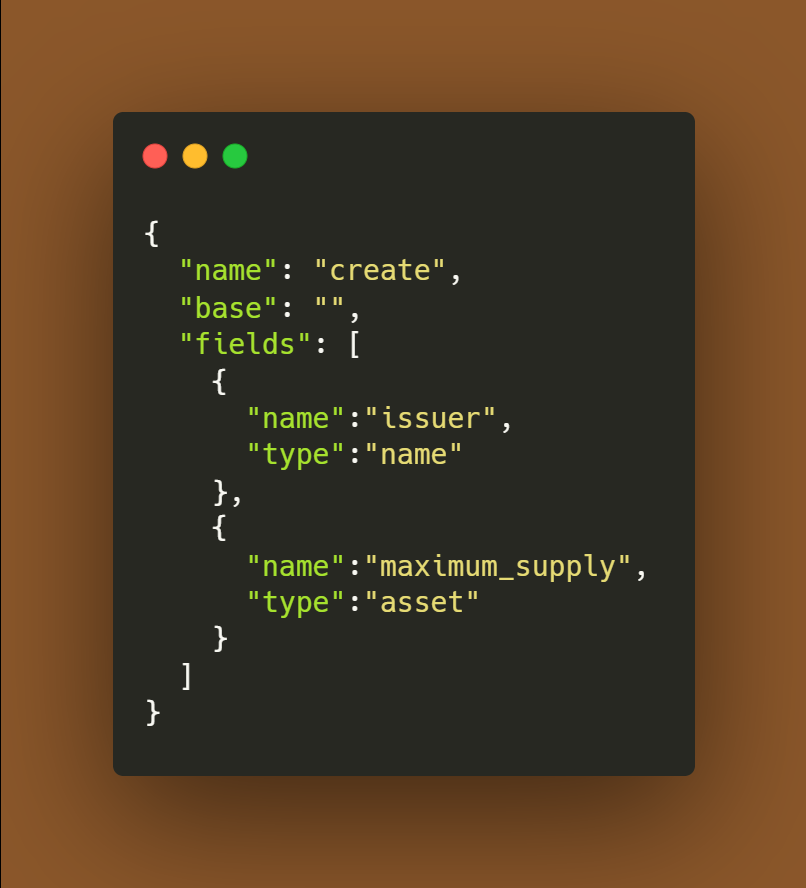 {
  "name": "create",
  "base": "",
  "fields": [
    {
      "name":"issuer",
      "type":"name"
    },
    {
      "name":"maximum_supply",
      "type":"asset"
    }
  ]
}